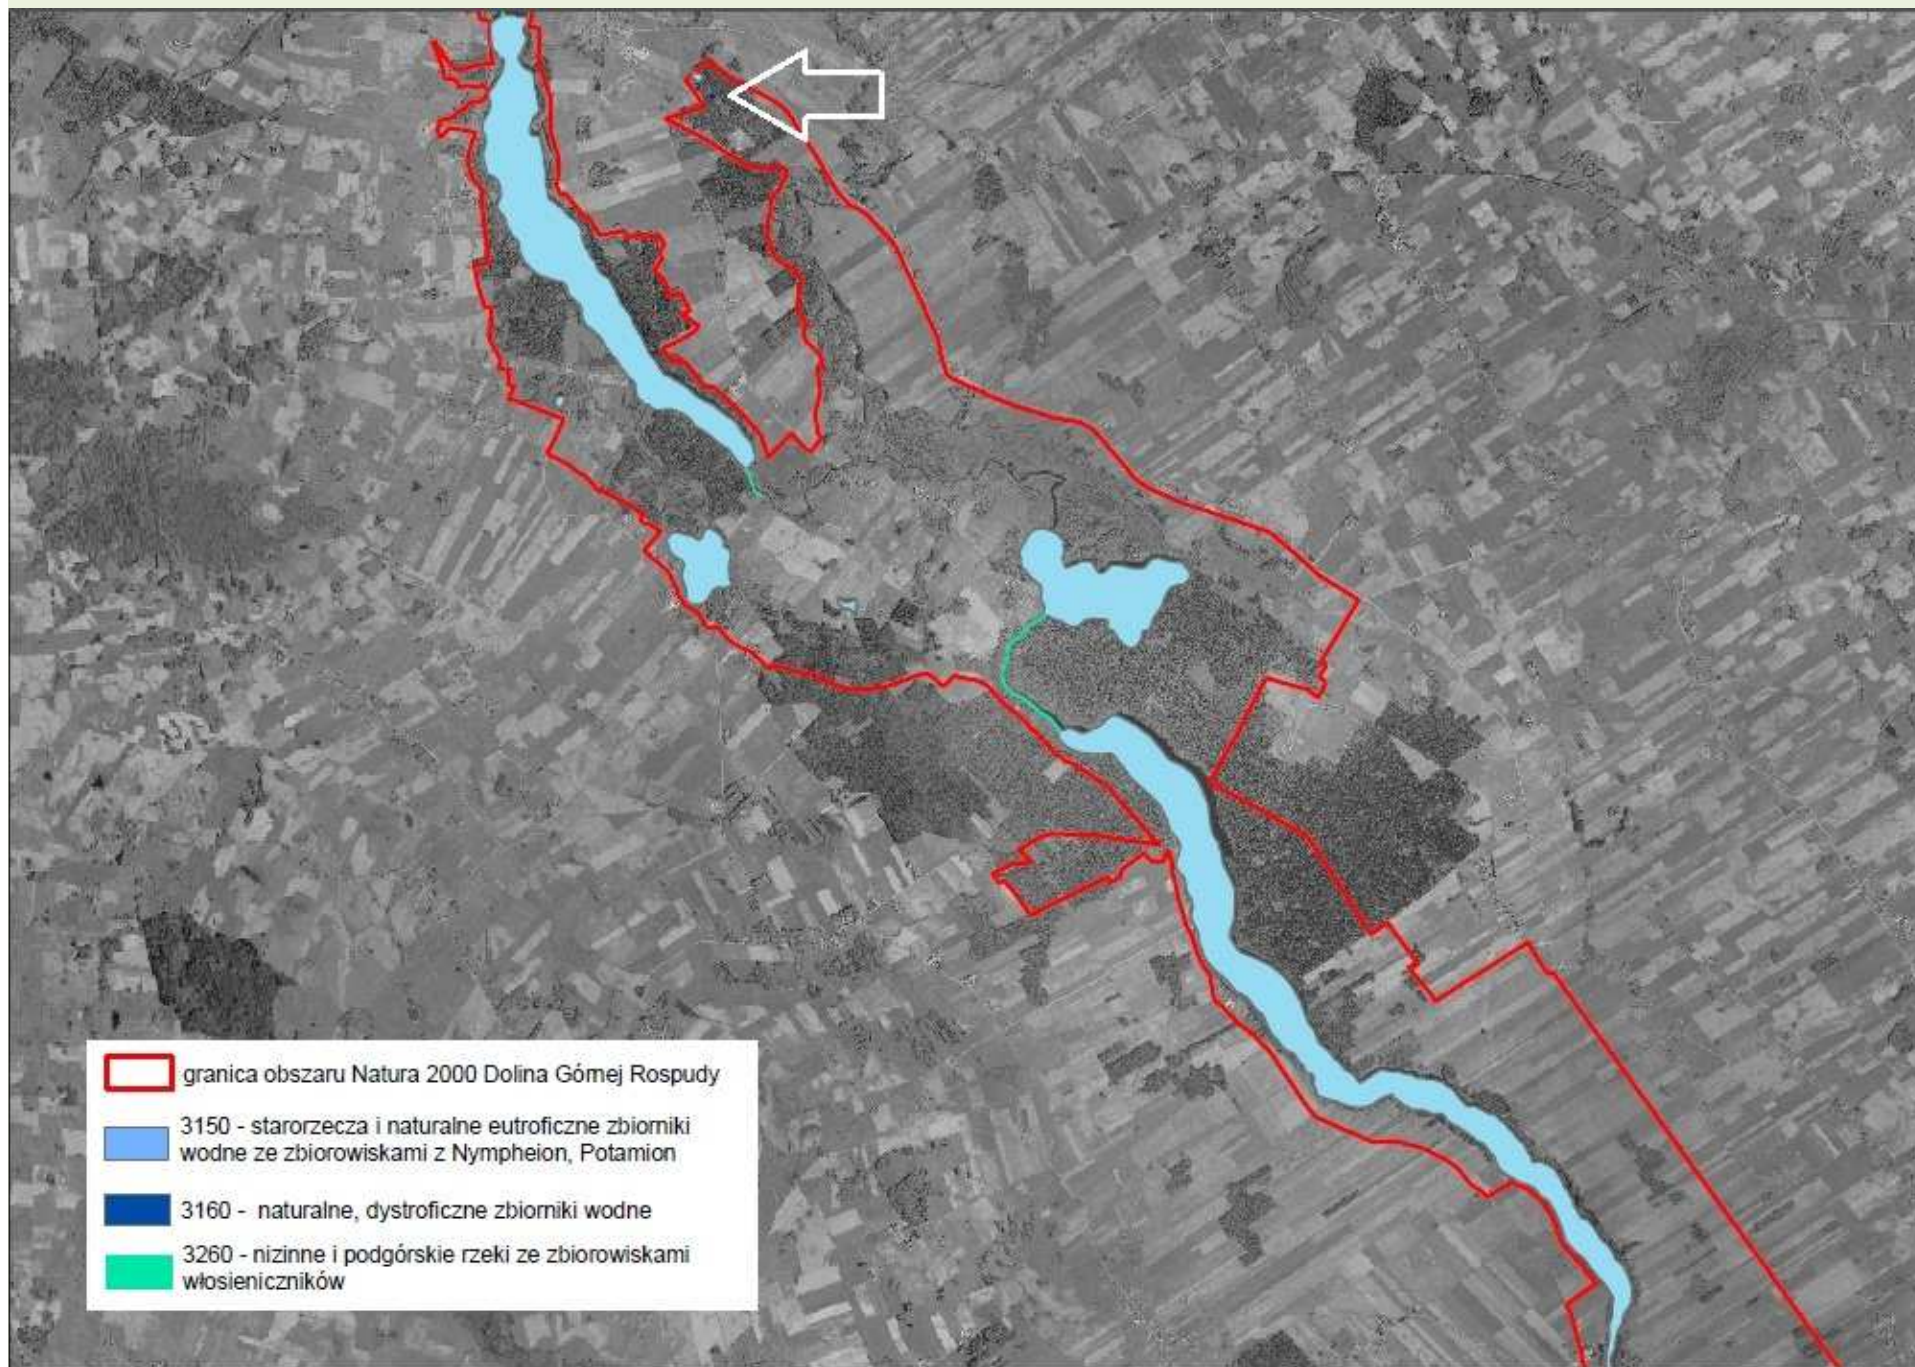 granica obszaru Natura 2000 Dolina Górnej Rospudy
3150 - starorzecza i naturalne eutroficzne zbiorniki
wodne ze zbiorowiskami z Nympheion, Potamion
3160 - naturalne, dystroficzne zbiorniki wodne
3260 - nizinne i podgórskie rzeki ze zbiorowiskami
włosieniczników